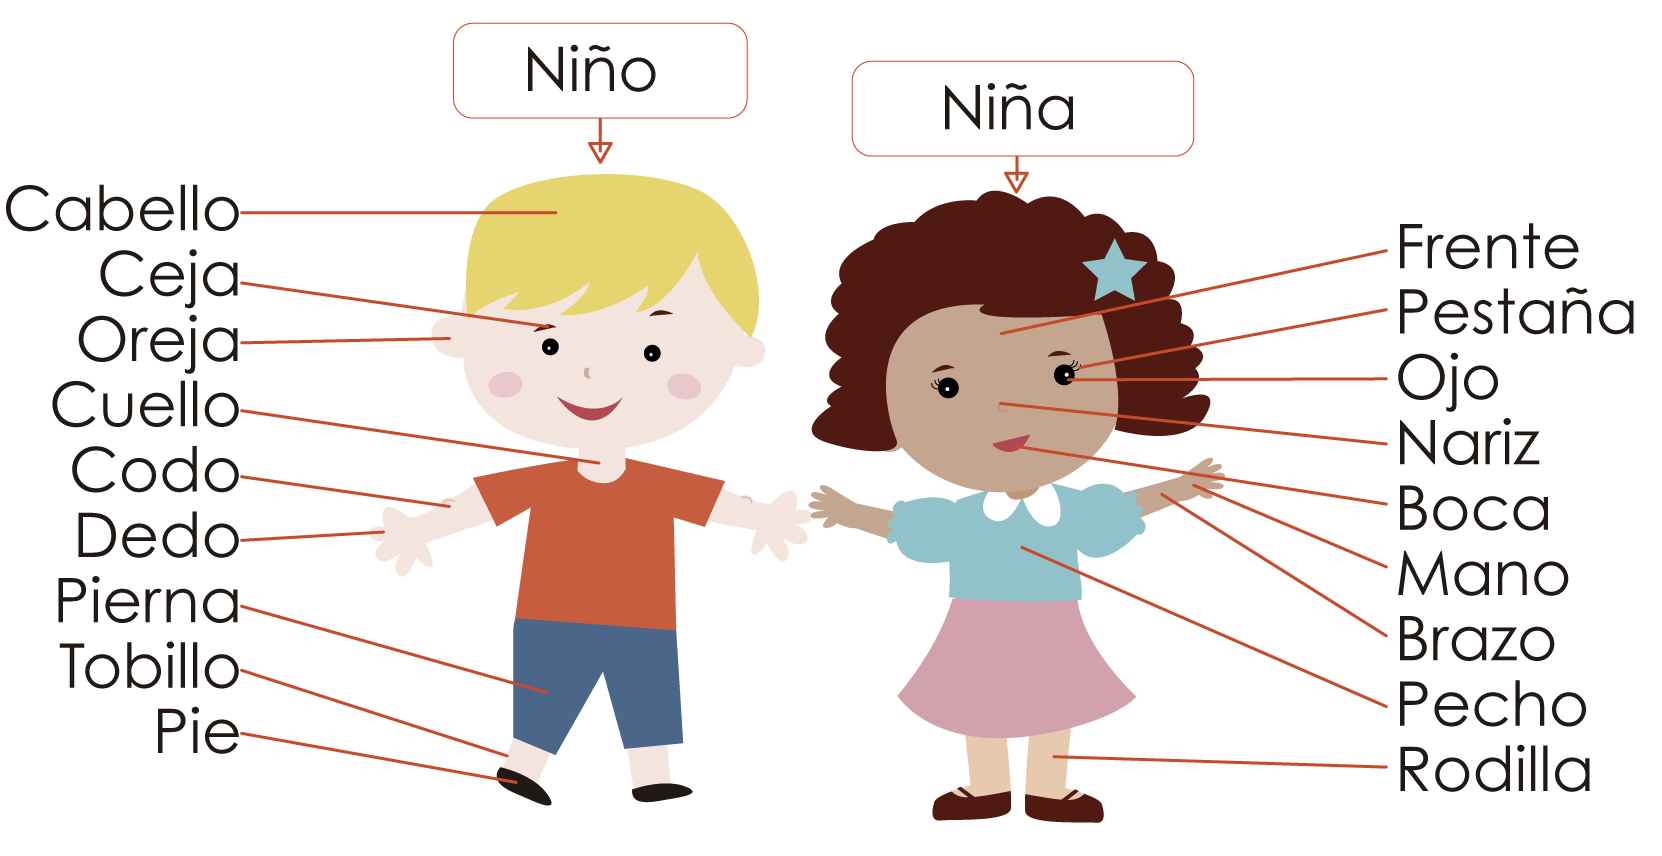 Niño
Niña
Cabello
Ceja
Oreja
Cuello
Codo
Dedo
Pierna
Tobillo
Pie
Frente
Pestaña
Ojo
Nariz
Boca
Mano
Brazo
Pecho
Rodilla